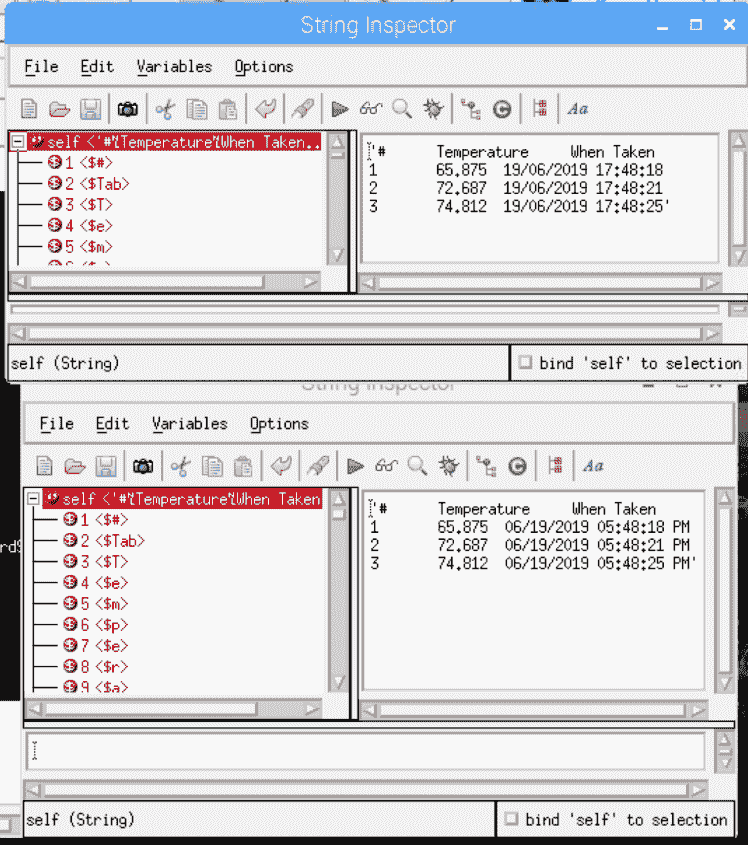 String Inspector
File Edit Variables Options
Aa
self <'#%Temperature%When Taken..
1 <$#>
2 <$Tab>
3 <$T>
4 <$e>
5 <$m>
'# Temperature When Taken
1 65.875 19/06/2019 17:48:18
2 72.687 19/06/2019 17:48:21
3 74.812 19/06/2019 17:48:25'
self (String)
bind 'self' to selection
String Inspector
File Edit Variables Options
Aa
self <'#%Temperature%When Taken
1 <$#>
2 <$Tab>
3 <$T>
4 <$e>
5 <$m>
6 <$p>
7 <$e>
8 <$r>
9 <$a>
'# Temperature When Taken
1 65.875 06/19/2019 05:48:18 PM
2 72.687 06/19/2019 05:48:21 PM
3 74.812 06/19/2019 05:48:25 PM'
self (String)
bind 'self' to selection